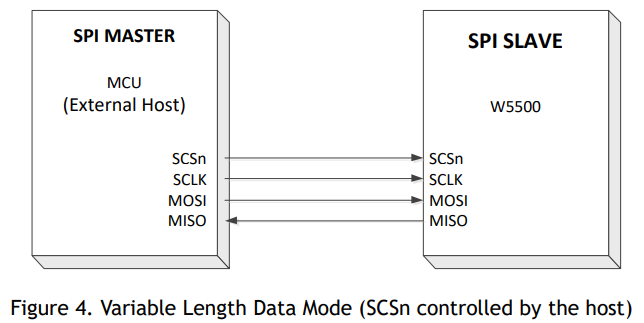 SPI MASTER
MCU
(External Host)
SCSn
SCLK
MOSI
MISO
SPI SLAVE
W5500
SCSn
SCLK
MOSI
MISO
Figure 4. Variable Length Data Mode (SCSn controlled by the host)